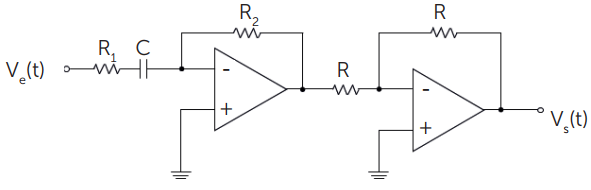 R₂
R
R₁ C
Vₑ(t)
R
-
+
-
+
Vₛ(t)